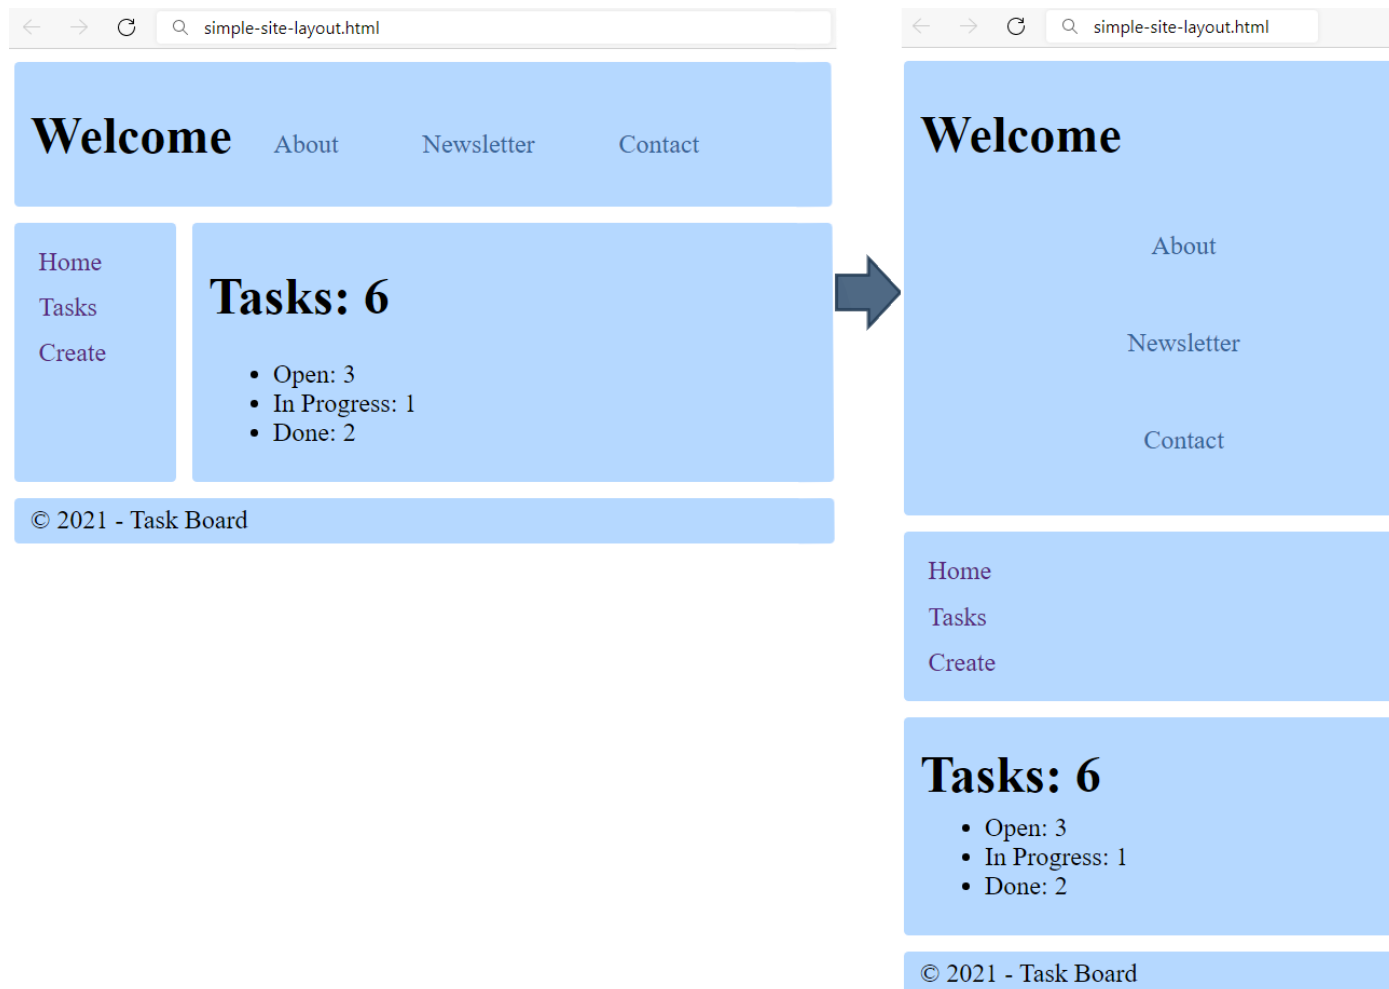 simple-site-layout.html
Welcome About Newsletter Contact
Home
Tasks
Create
Tasks: 6
• Open: 3
• In Progress: 1
• Done: 2
© 2021 - Task Board
simple-site-layout.html
Welcome
About
Newsletter
Contact
Home
Tasks
Create
Tasks: 6
• Open: 3
• In Progress: 1
• Done: 2
© 2021 - Task Board